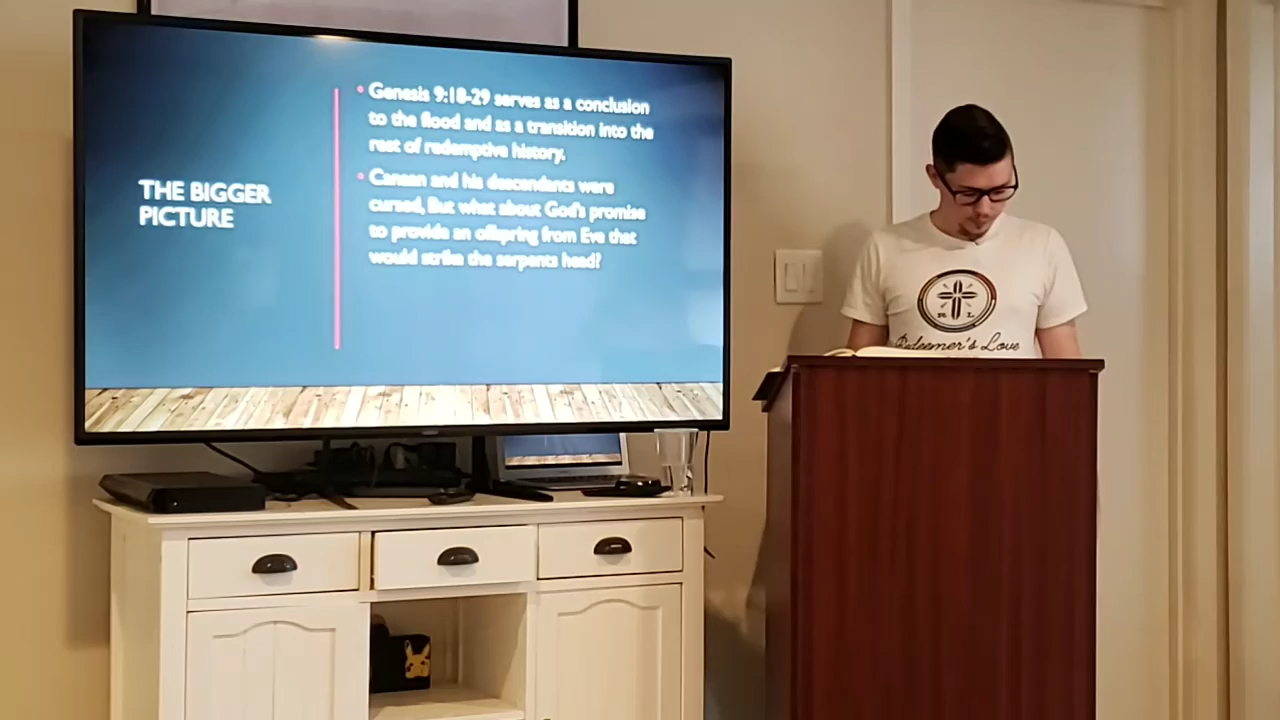 THE BIGGER
PICTURE
• Genesis 9:18-29 serves as a conclusion
to the flood and as a transition into the
rest of redemptive history.
• Canaan and his descendants were
cursed, But what about God's promise
to provide an offspring from Eve that
would strike the serpents head?
R L
Redeemer's Love